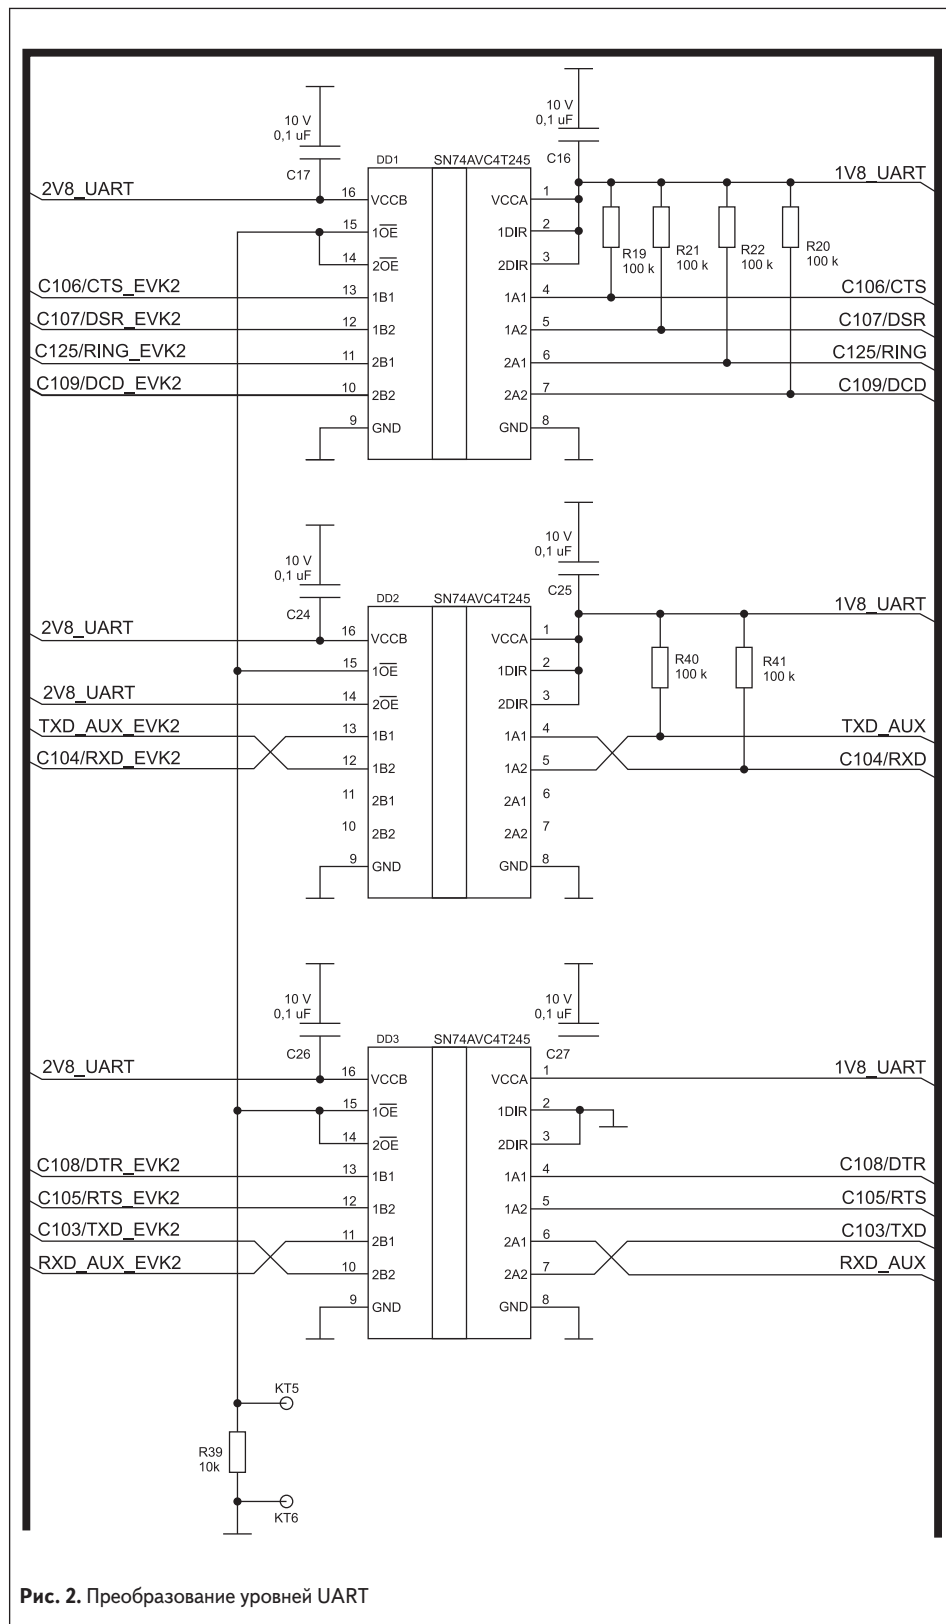 10 V
0,1 uF
C17
10 V
0,1 uF
C16
DD1
SN74AVC4T245
2V8_UART
16
VCCB
VCCA
1
1V8_UART
15
1OE
1DIR
2
14
2OE
2DIR
3
R19
100 k
R21
100 k
R22
100 k
R20
100 k
C106/CTS_EVK2
13
1B1
1A1
4
C106/CTS
C107/DSR_EVK2
12
1B2
1A2
5
C107/DSR
C125/RING_EVK2
11
2B1
2A1
6
C125/RING
C109/DCD_EVK2
10
2B2
2A2
7
C109/DCD
9
GND
GND
8
10 V
0,1 uF
C24
10 V
0,1 uF
C25
DD2
SN74AVC4T245
1V8_UART
2V8_UART
16
VCCB
VCCA
1
15
1OE
1DIR
2
R40
100 k
R41
100 k
2V8_UART
14
2OE
2DIR
3
TXD_AUX_EVK2
13
1B1
1A1
4
TXD_AUX
C104/RXD_EVK2
12
1B2
1A2
5
C104/RXD
11
2B1
2A1
6
10
2B2
2A2
7
9
GND
GND
8
10 V
0,1 uF
C26
10 V
0,1 uF
C27
DD3
SN74AVC4T245
2V8_UART
16
VCCB
VCCA
1
1V8_UART
15
1OE
1DIR
2
14
2OE
2DIR
3
C108/DTR_EVK2
13
1B1
1A1
4
C108/DTR
C105/RTS_EVK2
12
1B2
1A2
5
C105/RTS
C103/TXD_EVK2
11
2B1
2A1
6
C103/TXD
RXD_AUX_EVK2
10
2B2
2A2
7
RXD_AUX
9
GND
GND
8
KT5
R39
10k
KT6
Рис. 2. Преобразование уровней UART